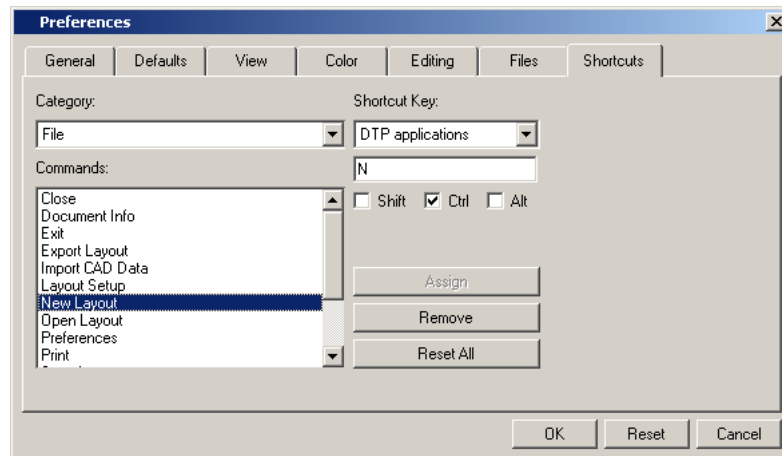 Preferences
General Defaults View Color Editing Files Shortcuts
Category: Shortcut Key:
File DTP applications
Commands: N
Close
Shift Ctrl Alt
Document Info
Exit
Export Layout
Import CAD Data
Layout Setup
Assign
New Layout
Open Layout
Remove
Preferences
Print
Reset All
OK Reset Cancel